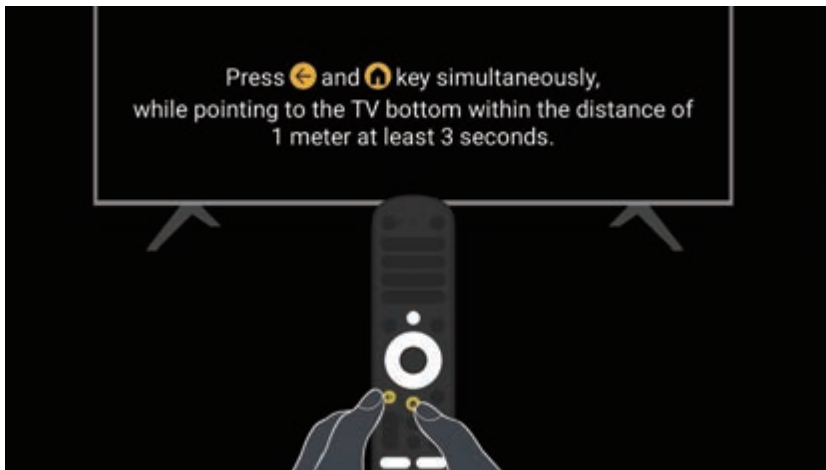 Press and key simultaneously,
while pointing to the TV bottom within the distance of
1 meter at least 3 seconds.